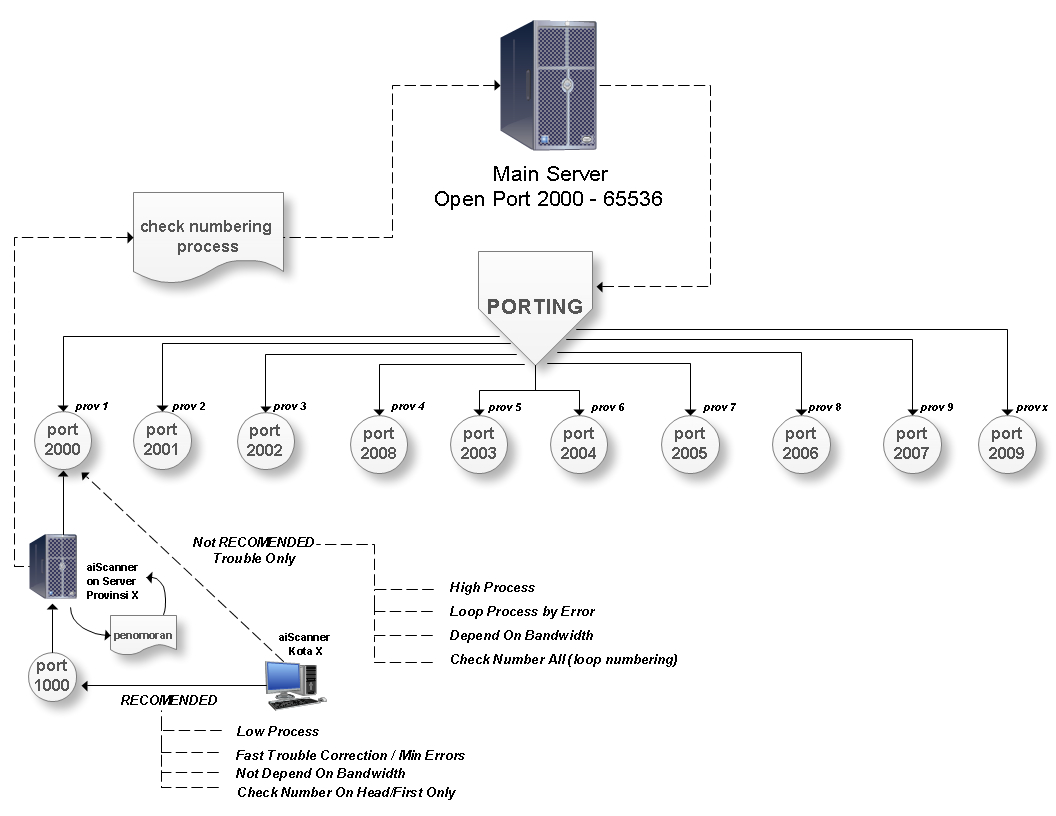 Main Server
Open Port 2000 - 65536
check numbering
process
PORTING
prov 1
prov 2
prov 3
prov 4
prov 5
prov 6
prov 7
prov 8
prov 9
prov x
port
2000
port
2001
port
2002
port
2008
port
2003
port
2004
port
2005
port
2006
port
2007
port
2009
Not RECOMENDED
Trouble Only
High Process
Loop Process by Error
Depend On Bandwidth
Check Number All (loop numbering)
aiScanner
on Server
Provinsi X
penomoran
aiScanner
Kota X
port
1000
RECOMENDED
Low Process
Fast Trouble Correction / Min Errors
Not Depend On Bandwidth
Check Number On Head/First Only